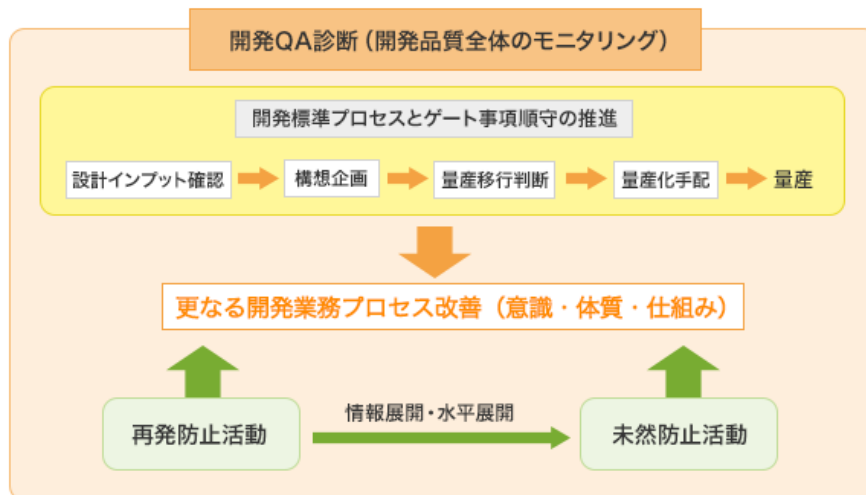 開発QA診断（開発品質全体のモニタリング）
開発標準プロセスとゲート事項順守の推進
設計インプット確認
構想企画
量産移行判断
量産化手配
量産
更なる開発業務プロセス改善（意識・体質・仕組み）
情報展開・水平展開
再発防止活動
未然防止活動